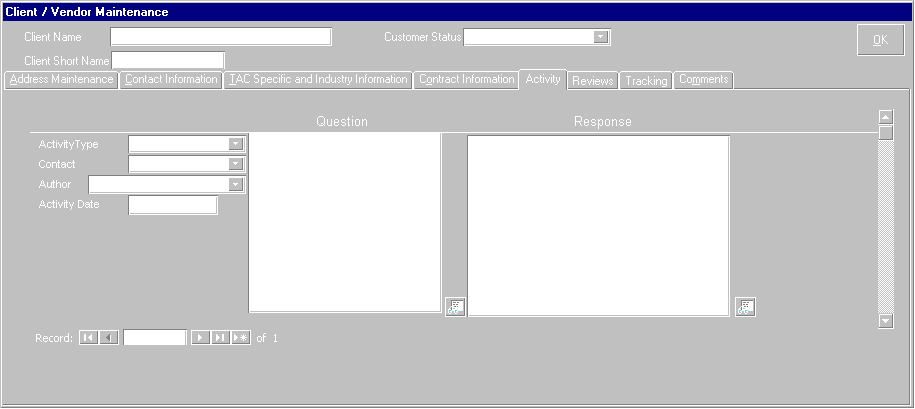 Client / Vendor Maintenance
Client Name
Customer Status
OK
Client Short Name
Address Maintenance Contact Information TAC Specific and Industry Information Contract Information Activity Reviews Tracking Comments
Question Response
ActivityType
Contact
Author
Activity Date
Record: of 1